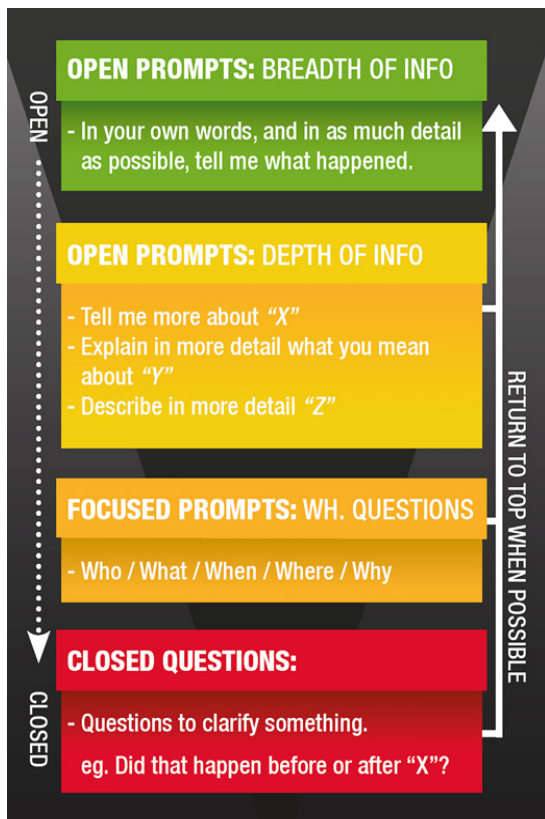 OPEN PROMPTS: BREADTH OF INFO
- In your own words, and in as much detail
as possible, tell me what happened.
OPEN PROMPTS: DEPTH OF INFO
- Tell me more about “X”
- Explain in more detail what you mean
about “Y”
- Describe in more detail “Z”
FOCUSED PROMPTS: WH. QUESTIONS
- Who / What / When / Where / Why
CLOSED QUESTIONS:
- Questions to clarify something.
eg. Did that happen before or after “X”?
OPEN
CLOSED
RETURN TO TOP WHEN POSSIBLE